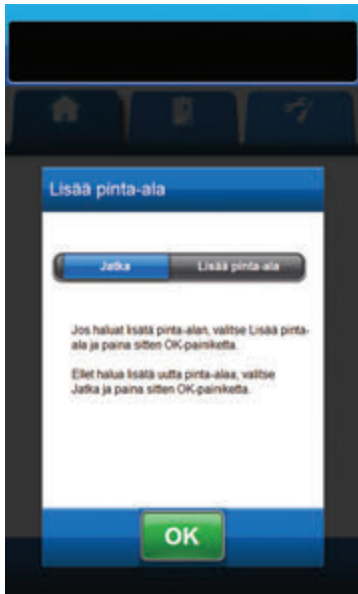 Lisää pinta-ala
Jatka Lisää pinta-ala
Jos haluat lisätä pinta-alan, valitse Lisää pinta-
ala ja paina sitten OK-painiketta.
Ellet halua lisätä uutta pinta-alaa, valitse
Jatka ja paina sitten OK-painiketta.
OK